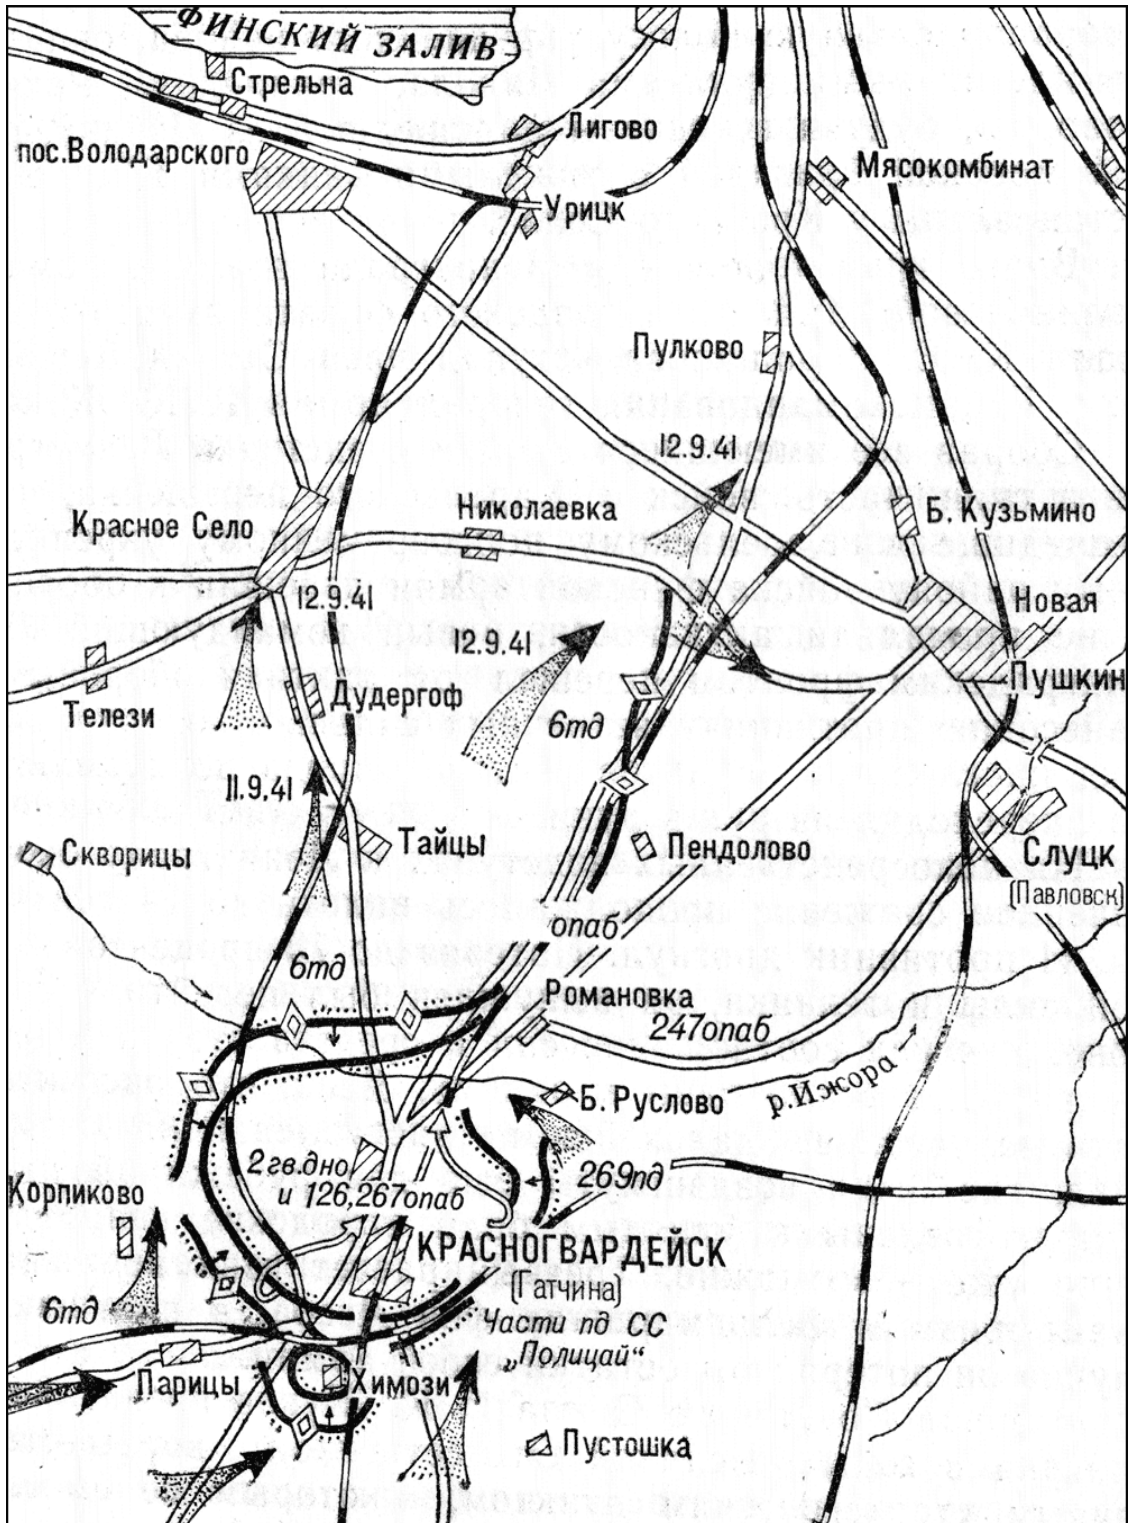 ФИНСКИЙ ЗАЛИВ
Стрельна
Лигово
пос.Володарского
Мясокомбинат
Урицк
Пулково
12.9.41
Николаевка
Красное Село
Б. Кузьмино
12.9.41
Новая
12.9.41
Пушкин
Дудергоф
6тд
Телези
11.9.41
Тайцы
Пендолово
Скворицы
Слуцк
(Павловск)
опаб
6тд
Романовка
247опаб
р.Ижора
Б. Руслово
2гв.дно
и 126,267опаб
269пд
Корпиково
КРАСНОГВАРДЕЙСК
(Гатчина)
6тд
Части пд СС
„Полицай“
Парицы
Химози
Пустошка